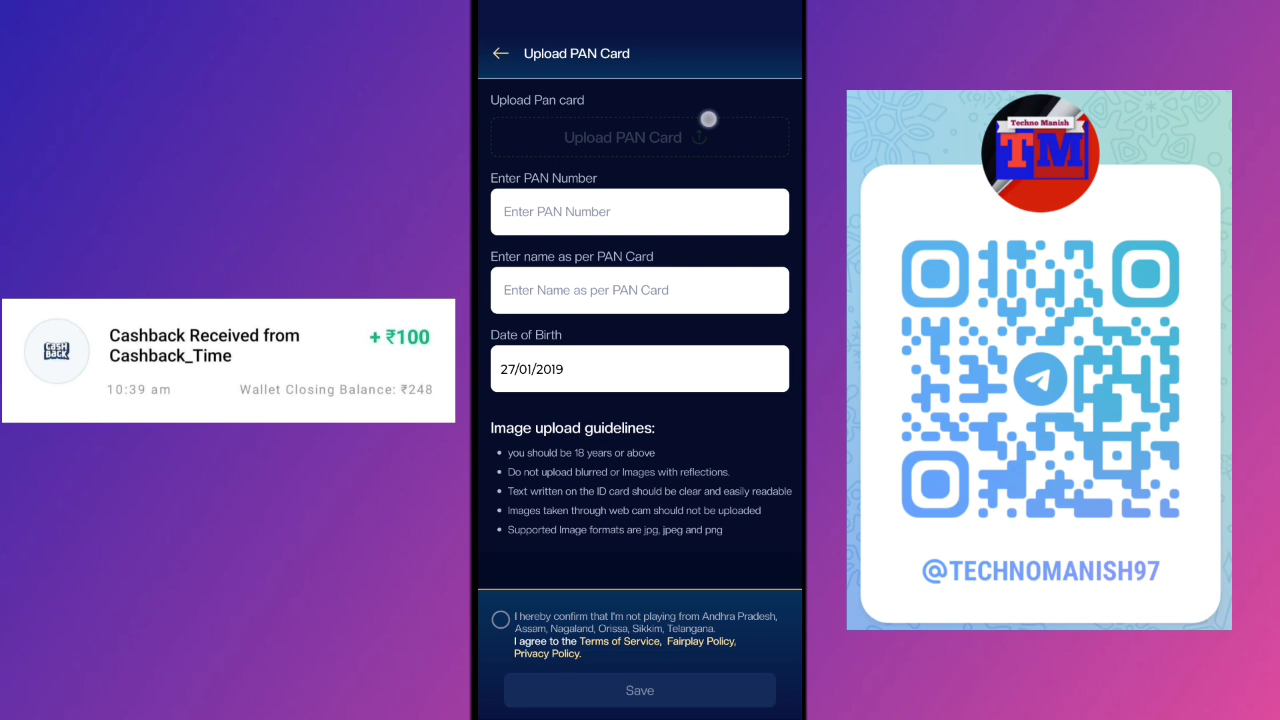 Cashback Received from
Cashback_Time
+ ₹100
10:39 am
Wallet Closing Balance: ₹248
CASH
BACK
Upload PAN Card
Upload Pan card
Upload PAN Card
Enter PAN Number
Enter PAN Number
Enter name as per PAN Card
Enter Name as per PAN Card
Date of Birth
27/01/2019
Image upload guidelines:
• you should be 18 years or above
• Do not upload blurred or Images with reflections.
• Text written on the ID card should be clear and easily readable
• Images taken through web cam should not be uploaded
• Supported Image formats are jpg, jpeg and png
I hereby confirm that I'm not playing from Andhra Pradesh,
Assam, Nagaland, Orissa, Sikkim, Telangana.
I agree to the Terms of Service, Fairplay Policy,
Privacy Policy.
Save
Techno Manish
TM
@TECHNOMANISH97